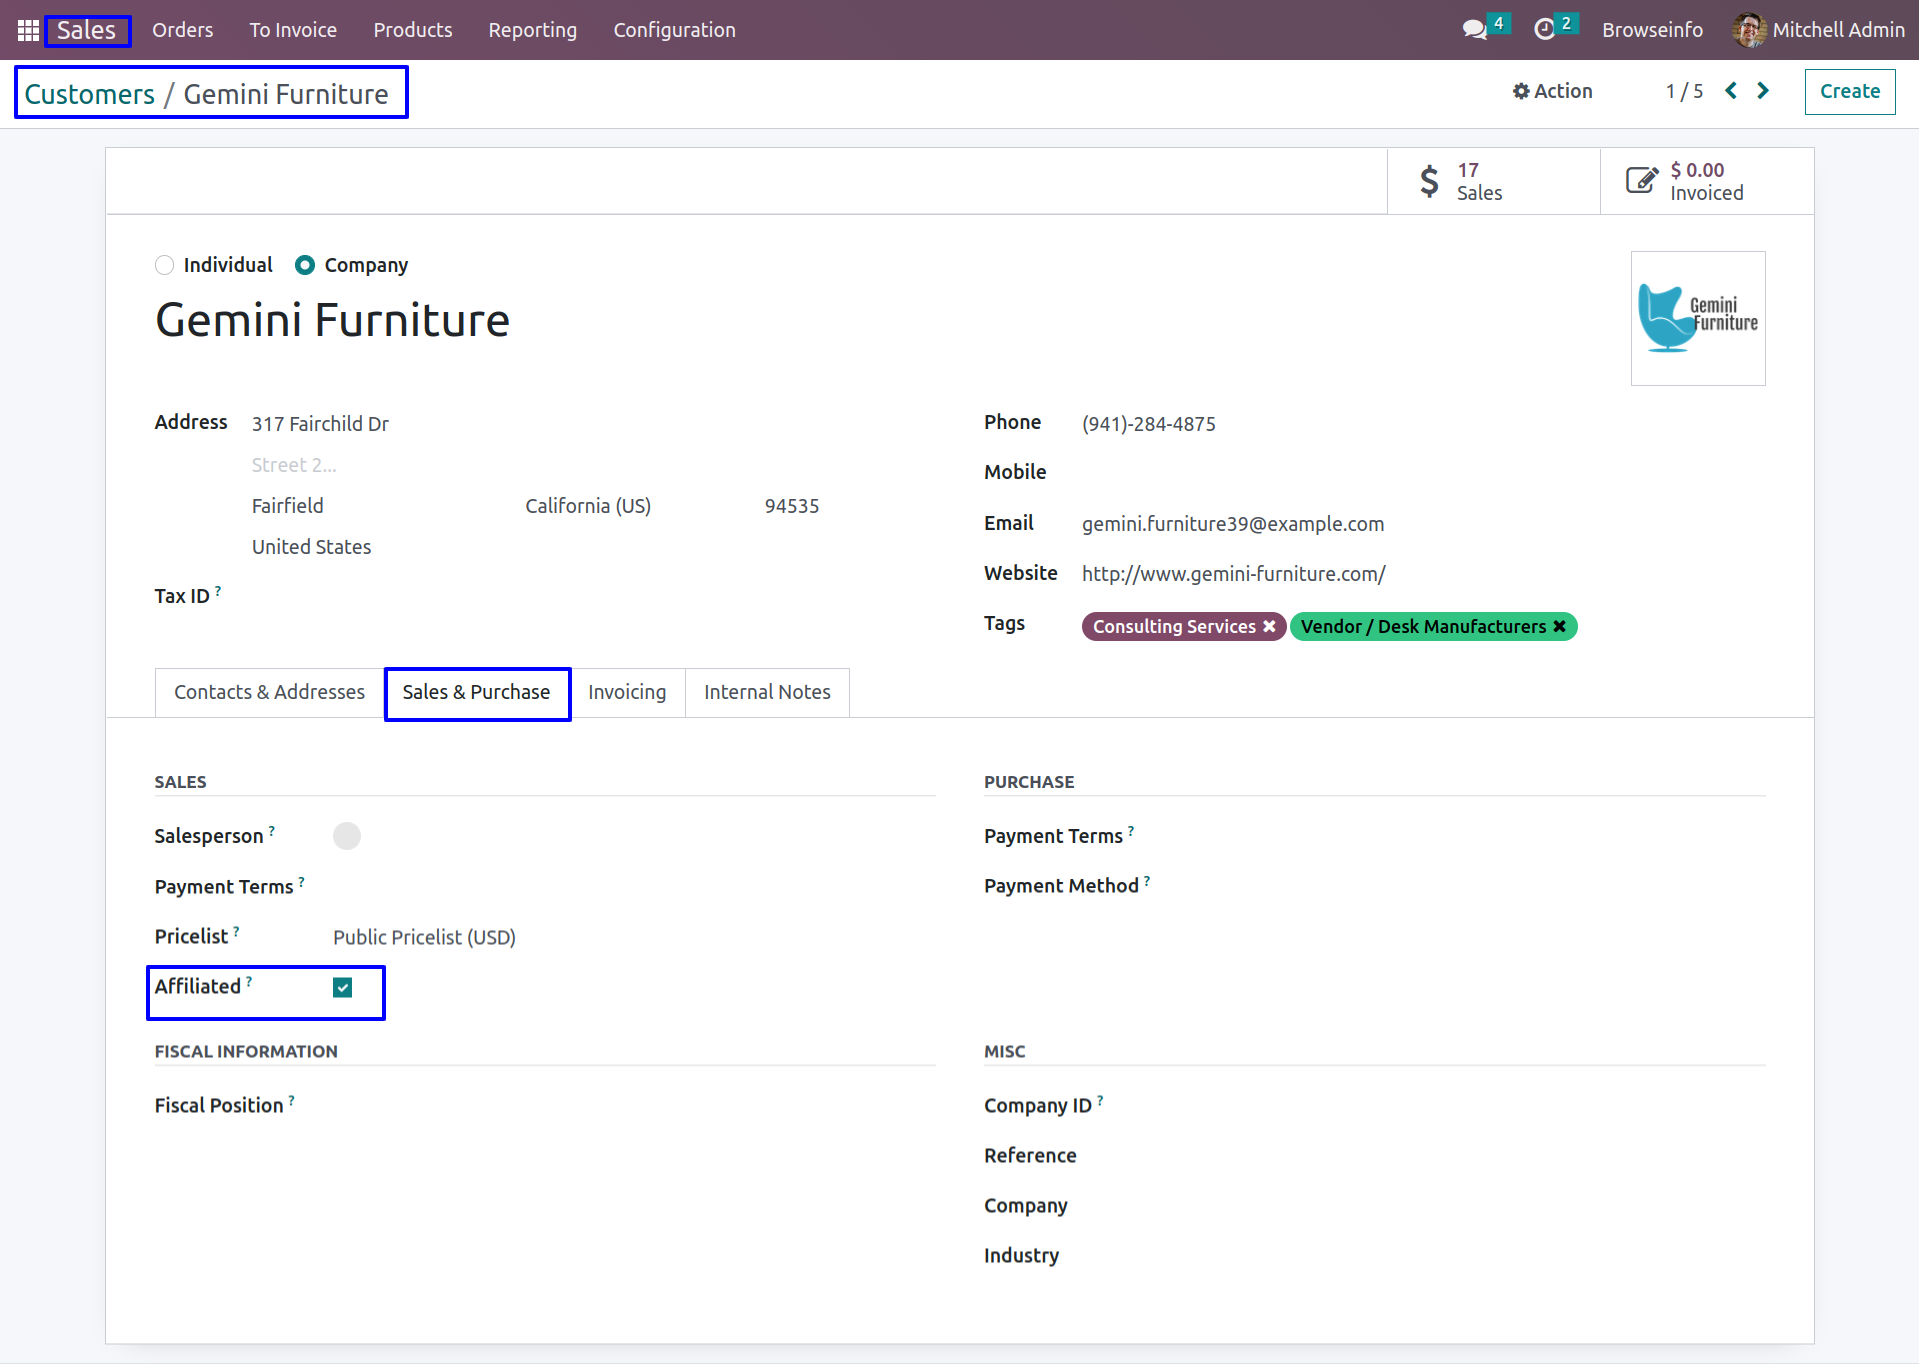 Sales Orders To Invoice Products Reporting Configuration 4 2 Browseinfo Mitchell Admin
Customers / Gemini Furniture Action 1 / 5 Create
17 $ 0.00
Sales Invoiced
Individual Company
Gemini Furniture
Gemini
Furniture
Address 317 Fairchild Dr Phone (941)-284-4875
Street 2... Mobile
Fairfield California (US) 94535 Email gemini.furniture39@example.com
United States Website http://www.gemini-furniture.com/
Tax ID ? Tags Consulting Services ✖ Vendor / Desk Manufacturers ✖
Contacts & Addresses Sales & Purchase Invoicing Internal Notes
SALES PURCHASE
Salesperson ? Payment Terms ?
Payment Terms ? Payment Method ?
Pricelist ? Public Pricelist (USD)
Affiliated ?
FISCAL INFORMATION MISC
Fiscal Position ? Company ID ?
Reference
Company
Industry